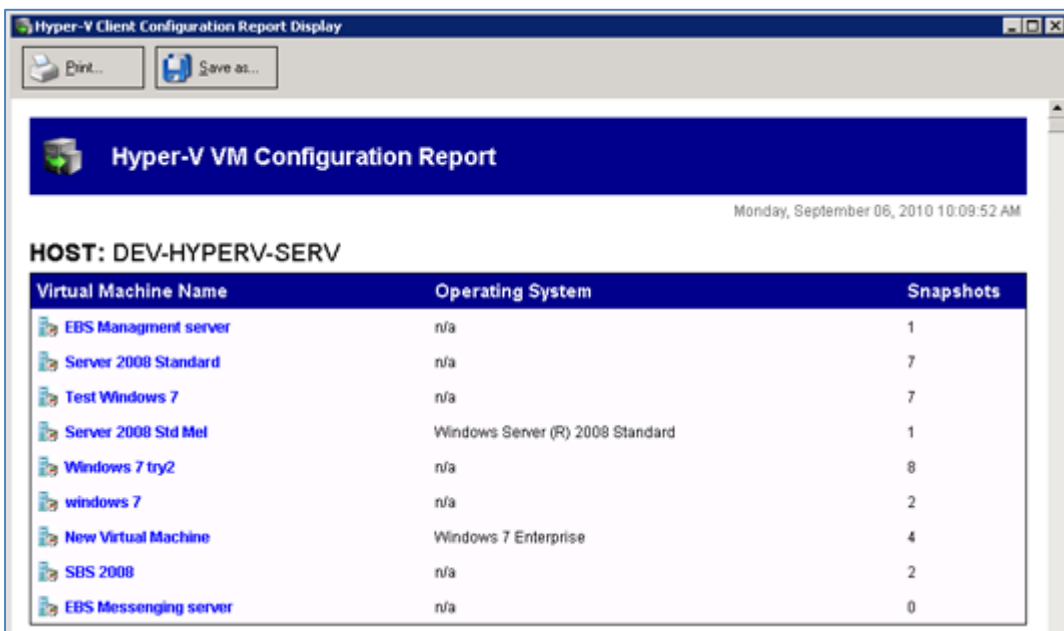 Hyper-V Client Configuration Report Display
Print...
Save as...
Hyper-V VM Configuration Report
Monday, September 06, 2010 10:09:52 AM
HOST: DEV-HYPERV-SERV
Virtual Machine Name Operating System Snapshots
EBS Managment server n/a 1
Server 2008 Standard n/a 7
Test Windows 7 n/a 7
Server 2008 Std Mel Windows Server (R) 2008 Standard 1
Windows 7 try2 n/a 8
windows 7 n/a 2
New Virtual Machine Windows 7 Enterprise 4
SBS 2008 n/a 2
EBS Messenging server n/a 0